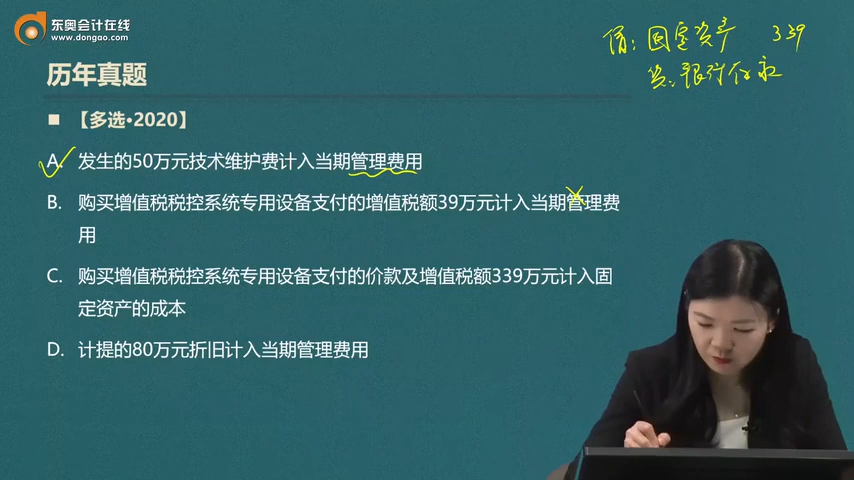 东奥会计在线
www.dongao.com
借：固定资产 339
贷：银行存款
历年真题
【多选•2020】
A. 发生的50万元技术维护费计入当期管理费用
B. 购买增值税税控系统专用设备支付的增值税额39万元计入当期管理费
用
C. 购买增值税税控系统专用设备支付的价款及增值税额339万元计入固
定资产的成本
D. 计提的80万元折旧计入当期管理费用